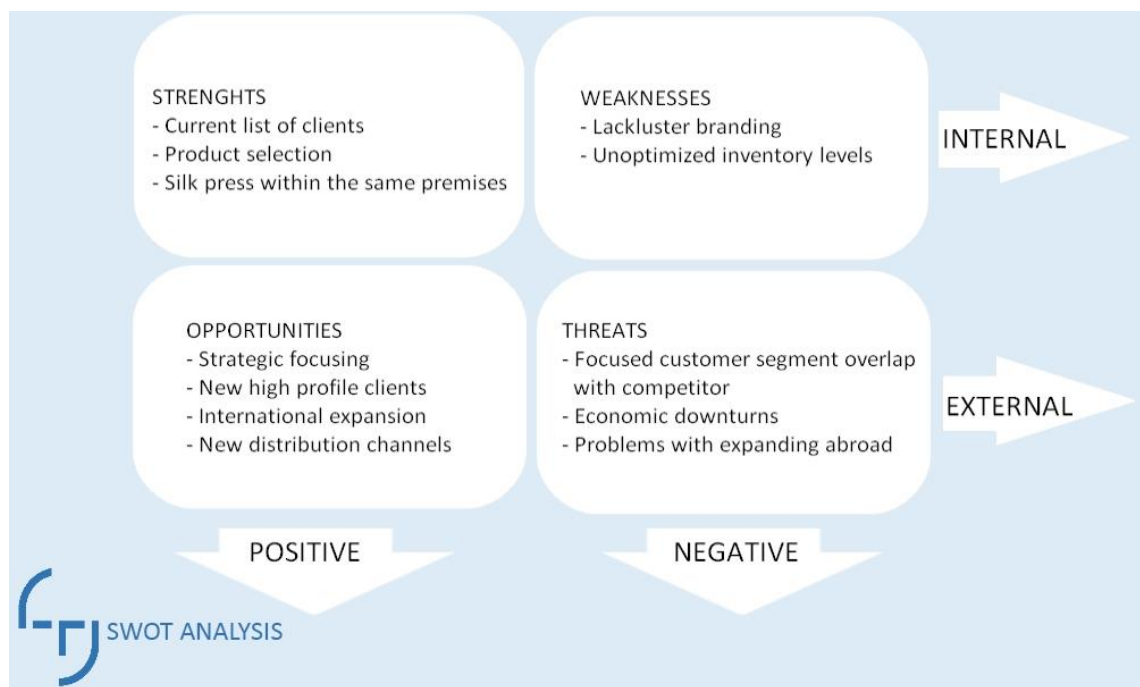 STRENGHTS
- Current list of clients
- Product selection
- Silk press within the same premises
WEAKNESSES
- Lackluster branding
- Unoptimized inventory levels
INTERNAL
OPPORTUNITIES
- Strategic focusing
- New high profile clients
- International expansion
- New distribution channels
THREATS
- Focused customer segment overlap
with competitor
- Economic downturns
- Problems with expanding abroad
EXTERNAL
POSITIVE
NEGATIVE
SWOT ANALYSIS